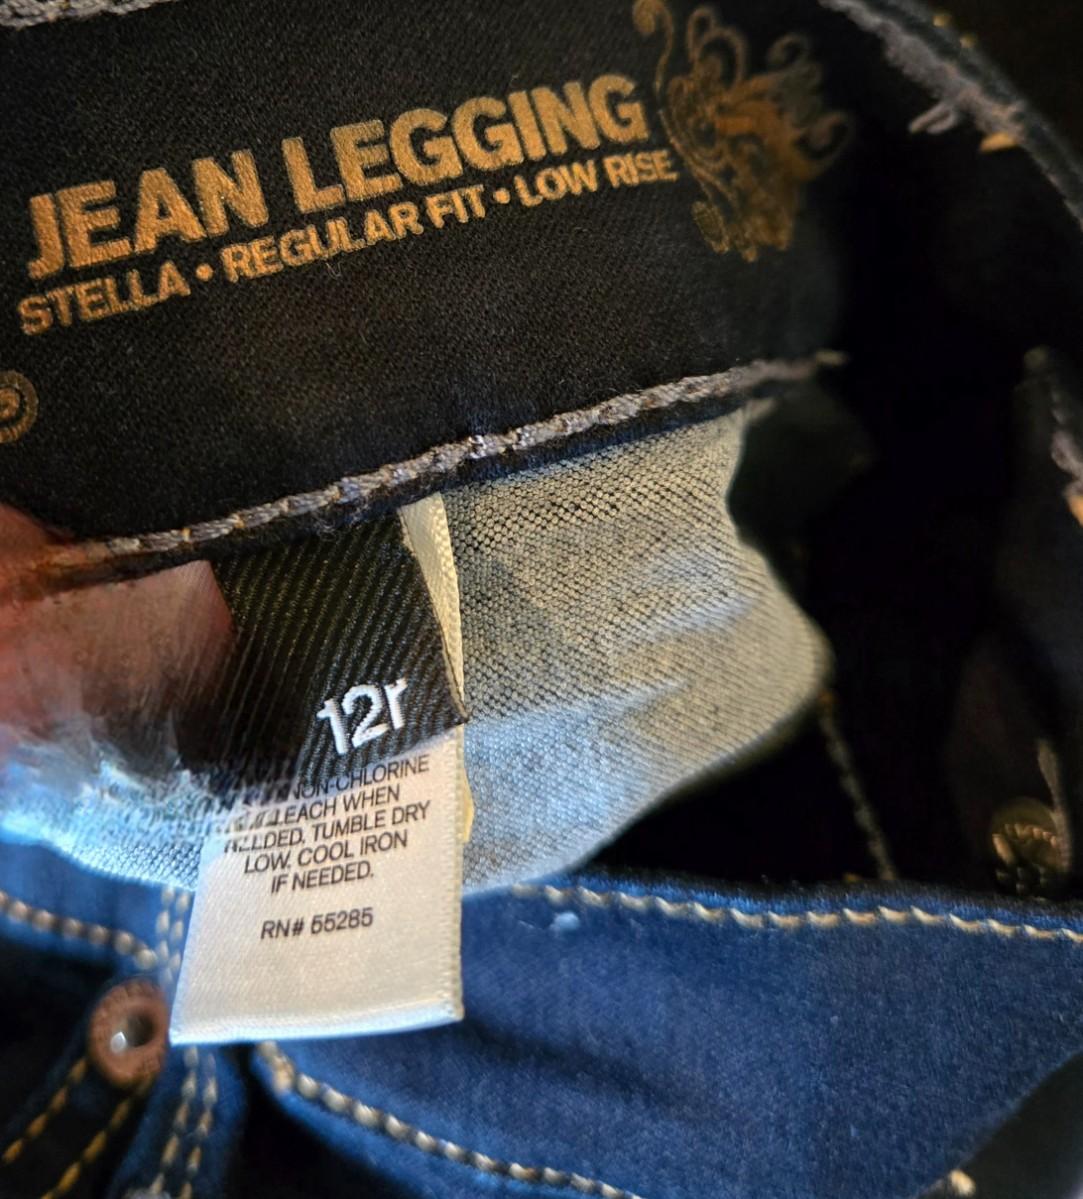 JEAN LEGGING
STELLA • REGULAR FIT • LOW RISE
12r
NON-CHLORINE
BLEACH WHEN
NEEDED. TUMBLE DRY
LOW. COOL IRON
IF NEEDED.
RN# 55285